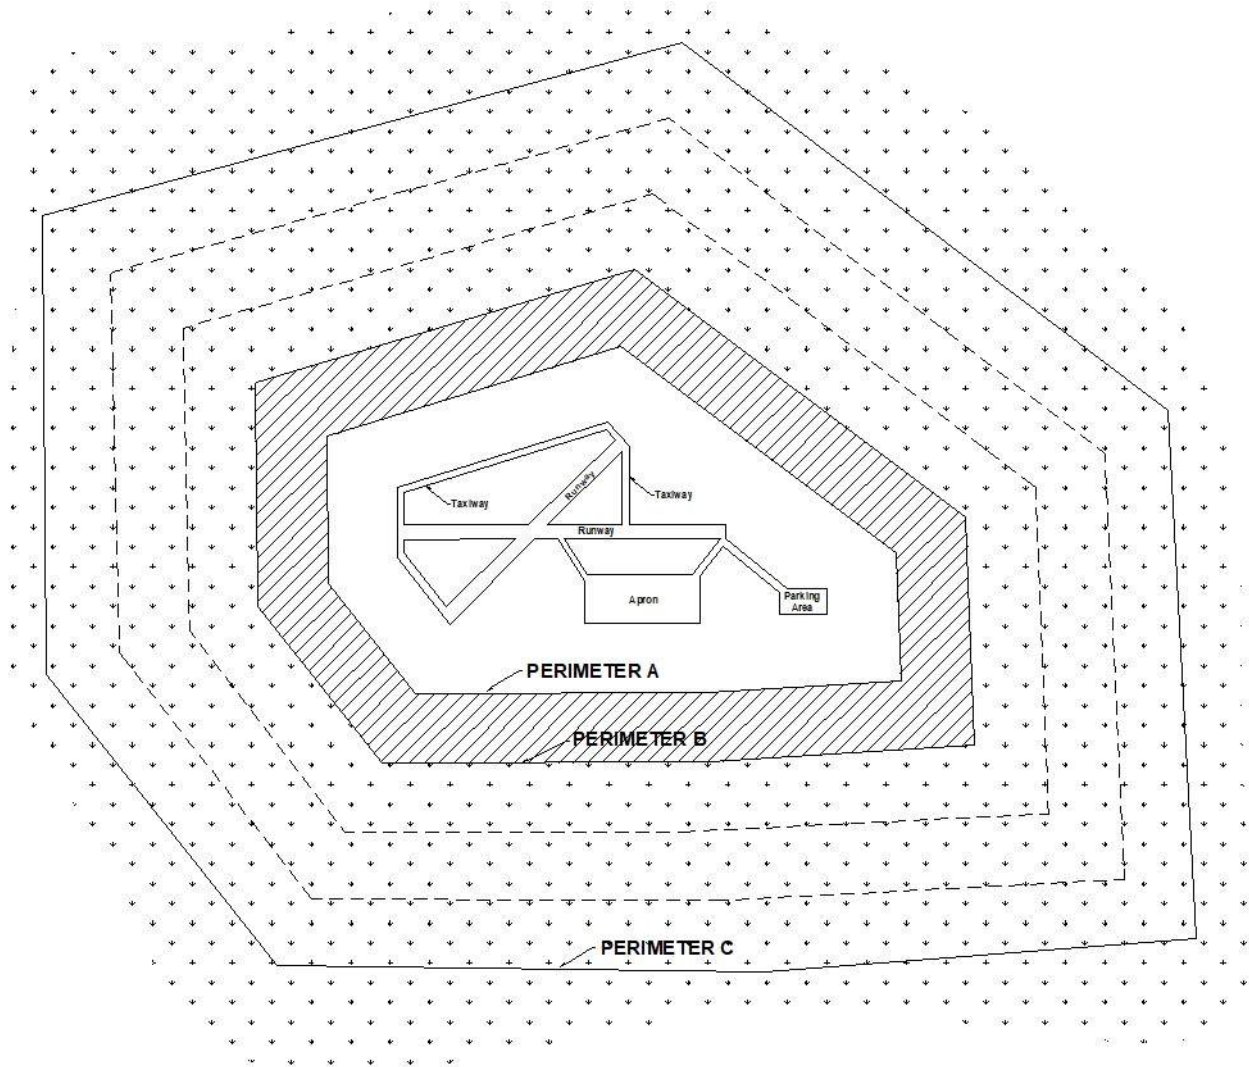 Runway
Taxiway
Taxiway
Runway
Apron
Parking
Area
PERIMETER A
PERIMETER B
PERIMETER C